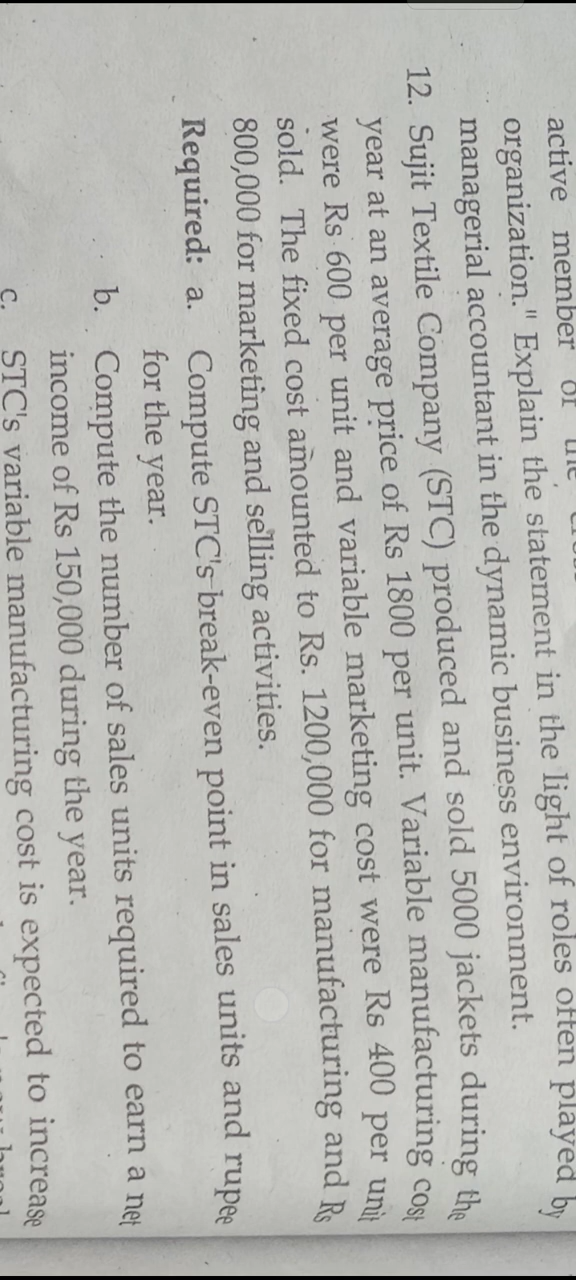 active member of
organization." Explain the statement in the light of roles often played by
managerial accountant in the dynamic business environment.
12. Sujit Textile Company (STC) produced and sold 5000 jackets during the
year at an average price of Rs 1800 per unit. Variable manufacturing cost
were Rs 600 per unit and variable marketing cost were Rs 400 per unit
sold. The fixed cost amounted to Rs. 1200,000 for manufacturing and Rs
800,000 for marketing and selling activities.
Required: a. Compute STC's break-even point in sales units and rupee
for the year.
b. Compute the number of sales units required to earn a net
income of Rs 150,000 during the year.
c. STC's variable manufacturing cost is expected to increase